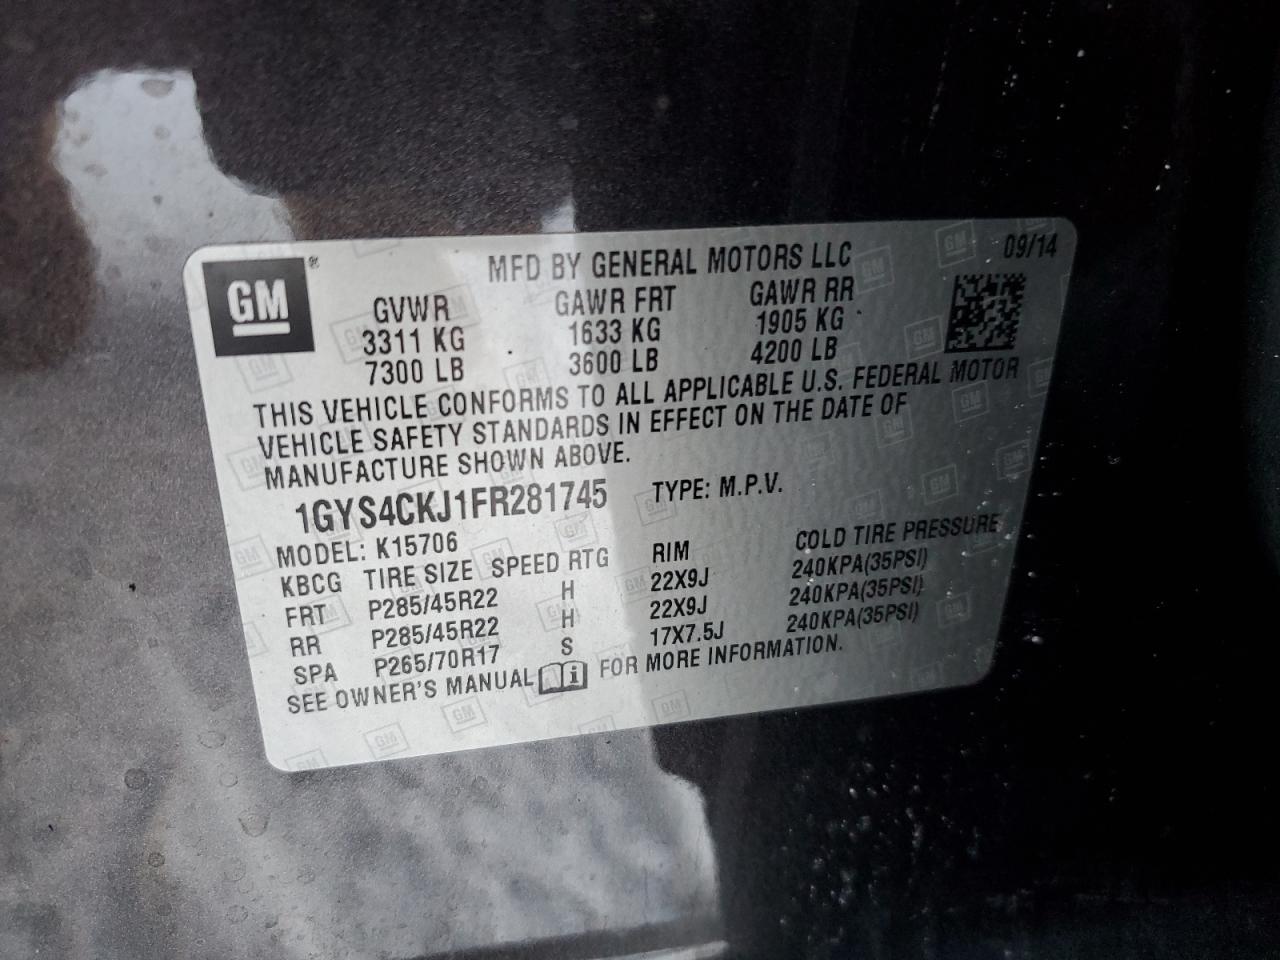 GM ®
MFD BY GENERAL MOTORS LLC 09/14
GVWR GAWR FRT GAWR RR
3311 KG 1633 KG 1905 KG
7300 LB 3600 LB 4200 LB
THIS VEHICLE CONFORMS TO ALL APPLICABLE U.S. FEDERAL MOTOR
VEHICLE SAFETY STANDARDS IN EFFECT ON THE DATE OF
MANUFACTURE SHOWN ABOVE.
1GYS4CKJ1FR281745 TYPE: M.P.V.
MODEL: K15706
KBCG TIRE SIZE SPEED RTG RIM COLD TIRE PRESSURE
FRT P285/45R22 H 22X9J 240KPA(35PSI)
RR P285/45R22 H 22X9J 240KPA(35PSI)
SPA P265/70R17 S 17X7.5J 240KPA(35PSI)
SEE OWNER'S MANUAL i FOR MORE INFORMATION.